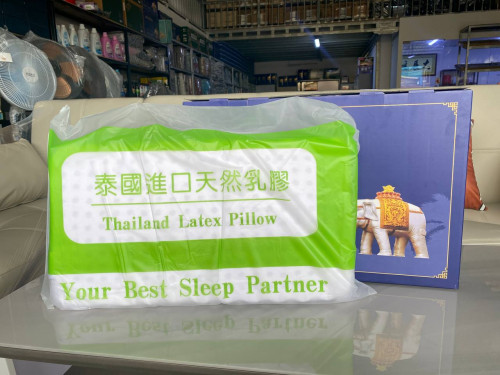 泰國進口天然乳膠
Thailand Latex Pillow
Your Best Sleep Partner